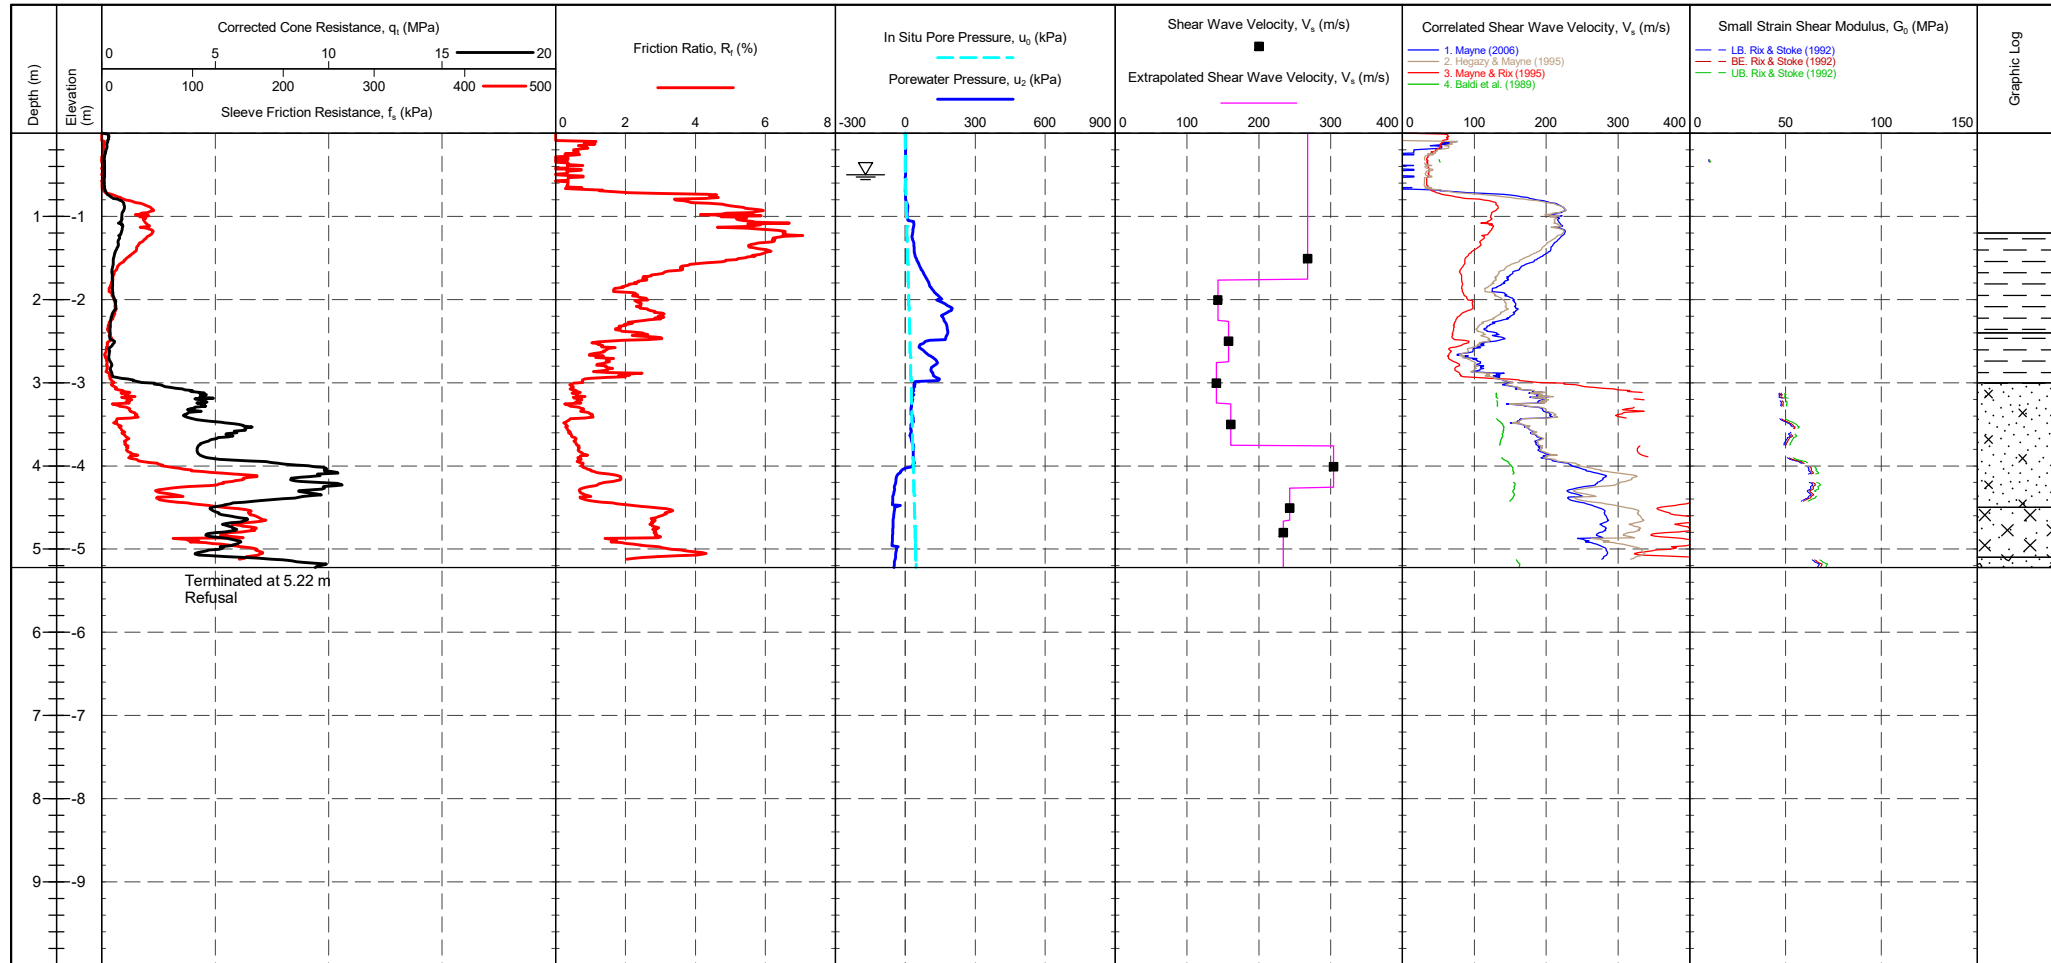 Depth (m)
Elevation (m)
Corrected Cone Resistance, qt (MPa)
0 5 10 15 20
100 200 300 400 500
Sleeve Friction Resistance, fs (kPa)
Friction Ratio, Rf (%)
0 2 4 6 8
In Situ Pore Pressure, u0 (kPa)
Porewater Pressure, u2 (kPa)
-300 0 300 600 900
Shear Wave Velocity, Vs (m/s)
Extrapolated Shear Wave Velocity, Vs (m/s)
0 100 200 300 400
Correlated Shear Wave Velocity, Vs (m/s)
1. Mayne (2006)
2. Hegazy & Mayne (1995)
3. Mayne & Rix (1995)
4. Baldi et al. (1989)
0 100 200 300 400
Small Strain Shear Modulus, G0 (MPa)
LB. Rix & Stoke (1992)
BE. Rix & Stoke (1992)
UB. Rix & Stoke (1992)
0 50 100 150
Graphic Log
1 -1
2 -2
3 -3
4 -4
5 -5
Terminated at 5.22 m
Refusal
6 -6
7 -7
8 -8
9 -9